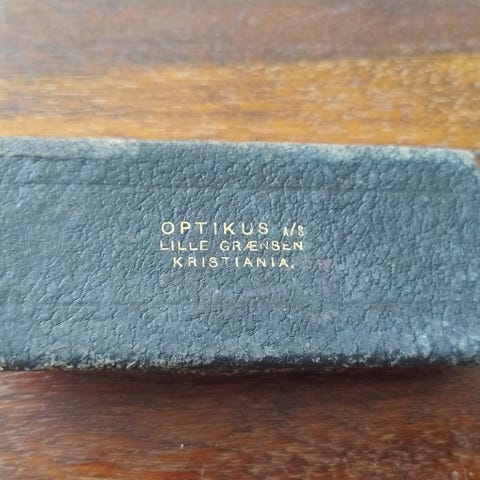 OPTIKUS A/S
LILLE GRÆNSEN
KRISTIANIA.